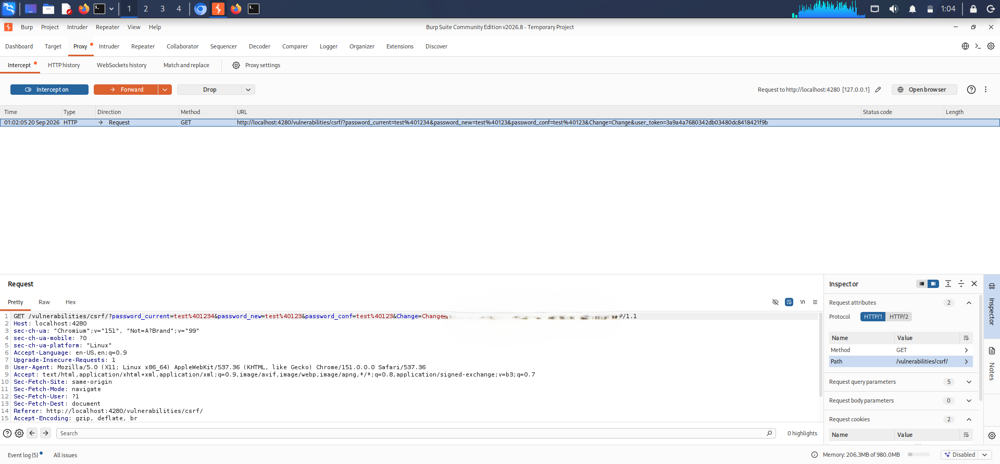 1 2 3 4 1:04
Burp Project Intruder Repeater View Help Burp Suite Community Edition v2026.8 - Temporary Project
Dashboard Target Proxy Intruder Repeater Collaborator Sequencer Decoder Comparer Logger Organizer Extensions Discover
Intercept HTTP history WebSockets history Match and replace Proxy settings
Intercept on Forward Drop Request to http://localhost:4280 [127.0.0.1] Open browser
Time Type Direction Method URL Status code Length
01:02:05 20 Sep 2026 HTTP Request GET http://localhost:4280/vulnerabilities/csrf/?password_current=test%401234&password_new=test%40123&password_conf=test%40123&Change=Change&user_token=3a9a4a7680342db03480dc8418421f9b
Request
Pretty Raw Hex \n
1 GET /vulnerabilities/csrf/?password_current=test%401234&password_new=test%40123&password_conf=test%40123&Change=Change /1.1
2 Host: localhost:4280
3 sec-ch-ua: "Chromium";v="151", "Not=A?Brand";v="99"
4 sec-ch-ua-mobile: ?0
5 sec-ch-ua-platform: "Linux"
6 Accept-Language: en-US,en;q=0.9
7 Upgrade-Insecure-Requests: 1
8 User-Agent: Mozilla/5.0 (X11; Linux x86_64) AppleWebKit/537.36 (KHTML, like Gecko) Chrome/151.0.0.0 Safari/537.36
9 Accept: text/html,application/xhtml+xml,application/xml;q=0.9,image/avif,image/webp,image/apng,*/*;q=0.8,application/signed-exchange;v=b3;q=0.7
10 Sec-Fetch-Site: same-origin
11 Sec-Fetch-Mode: navigate
12 Sec-Fetch-User: ?1
13 Sec-Fetch-Dest: document
14 Referer: http://localhost:4280/vulnerabilities/csrf/
15 Accept-Encoding: gzip, deflate, br
Search 0 highlights
Inspector
Request attributes 2
Protocol HTTP/1 HTTP/2
Name Value
Method GET
Path /vulnerabilities/csrf/
Request query parameters 5
Request body parameters 0
Request cookies 2
Name Value
Inspector
Notes
Event log (5) All issues Memory: 206.3MB of 980.0MB Disabled